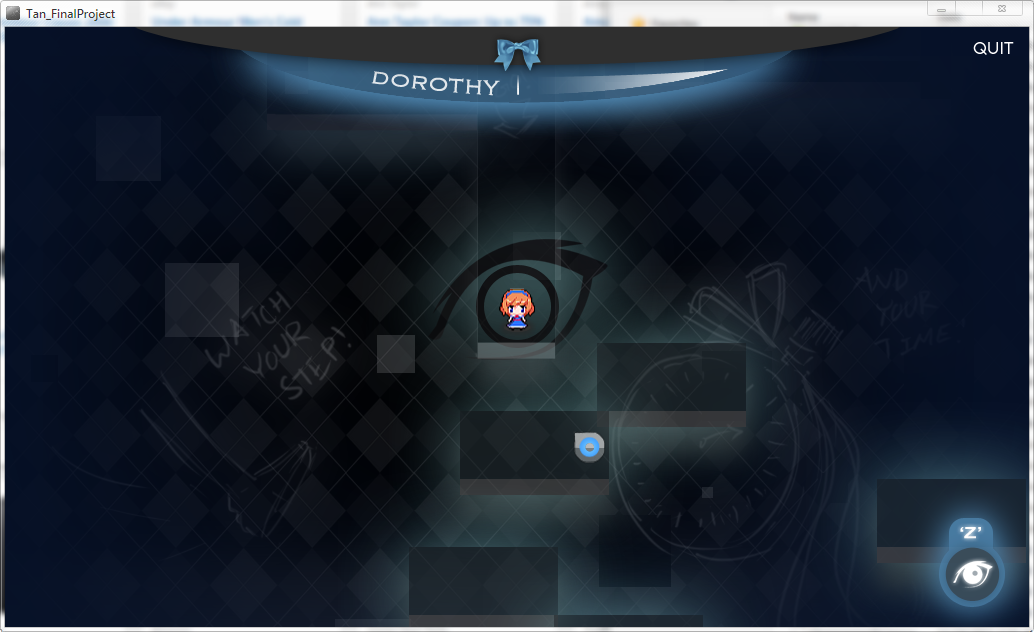 Tan_FinalProject
QUIT
DOROTHY
WATCH
YOUR
STEP!
AND
YOUR
TIME.
'Z'